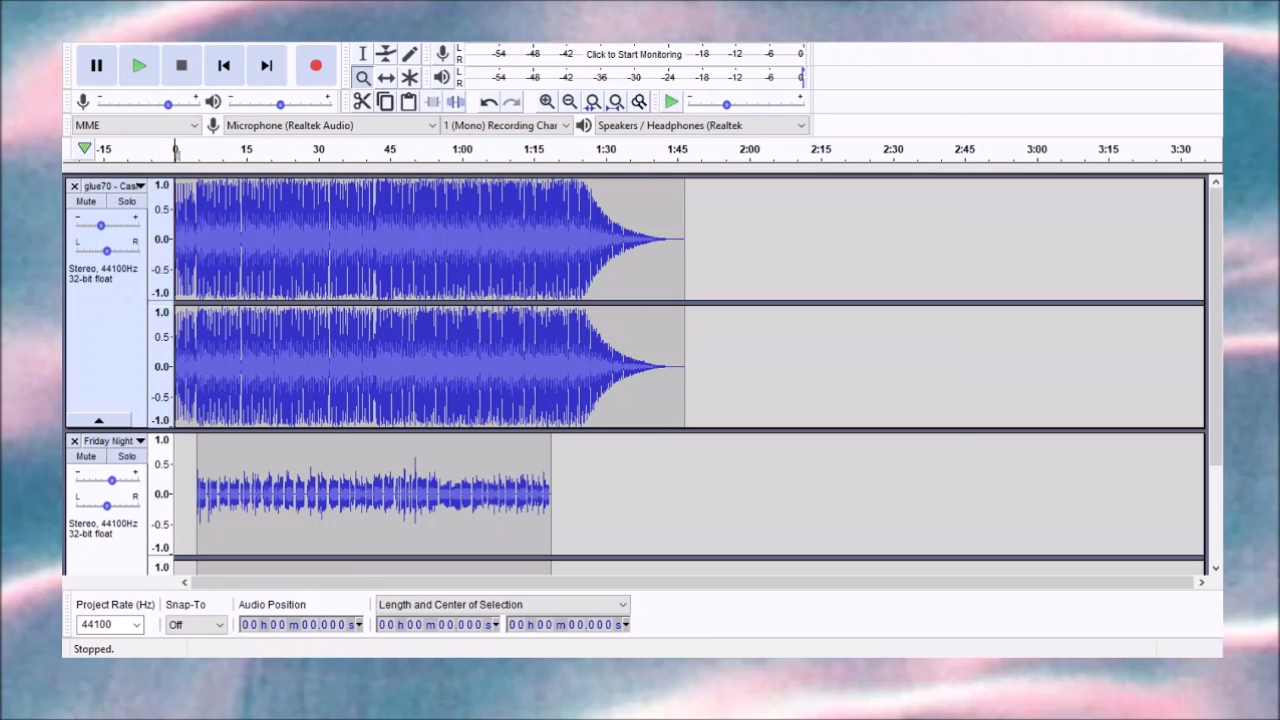 L
R
-54 -48 -42 Click to Start Monitoring -18 -12 -6 0
L
R
-54 -48 -42 -36 -30 -24 -18 -12 -6 0
- +
- +
- +
MME
Microphone (Realtek Audio)
1 (Mono) Recording Char
Speakers / Headphones (Realtek
-15 0 15 30 45 1:00 1:15 1:30 1:45 2:00 2:15 2:30 2:45 3:00 3:15 3:30
glue70 - Cas
Mute Solo
- +
L R
Stereo, 44100Hz
32-bit float
1.0
0.5-
0.0-
-0.5-
-1.0
1.0
0.5-
0.0-
-0.5-
-1.0
Friday Night
Mute Solo
- +
L R
Stereo, 44100Hz
32-bit float
1.0
0.5-
0.0-
-0.5-
-1.0
1.0
Project Rate (Hz) Snap-To Audio Position Length and Center of Selection
44100 Off 00 h 00 m 00.000 s 00 h 00 m 00.000 s 00 h 00 m 00.000 s
Stopped.